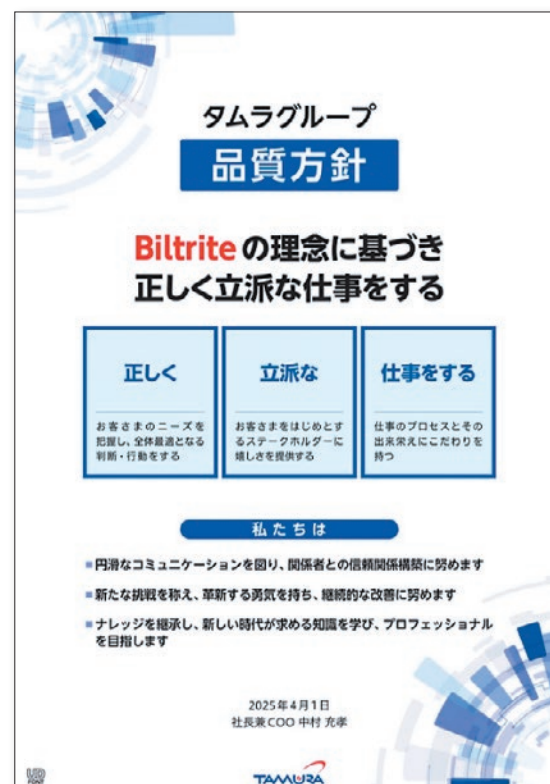 タムラグループ
品質方針
Biltriteの理念に基づき
正しく立派な仕事をする
正しく
お客さまのニーズを
把握し、全体最適となる
判断・行動をする
立派な
お客さまをはじめとす
るステークホルダーに
嬉しさを提供する
仕事をする
仕事のプロセスとその
出来栄えにこだわりを
持つ
私たちは
■円滑なコミュニケーションを図り、関係者との信頼関係構築に努めます
■新たな挑戦を称え、革新する勇気を持ち、継続的な改善に努めます
■ナレッジを継承し、新しい時代が求める知識を学び、プロフェッショナル
を目指します
2025年4月1日
社長兼COO 中村 充孝
UD
FONT
TAMURA